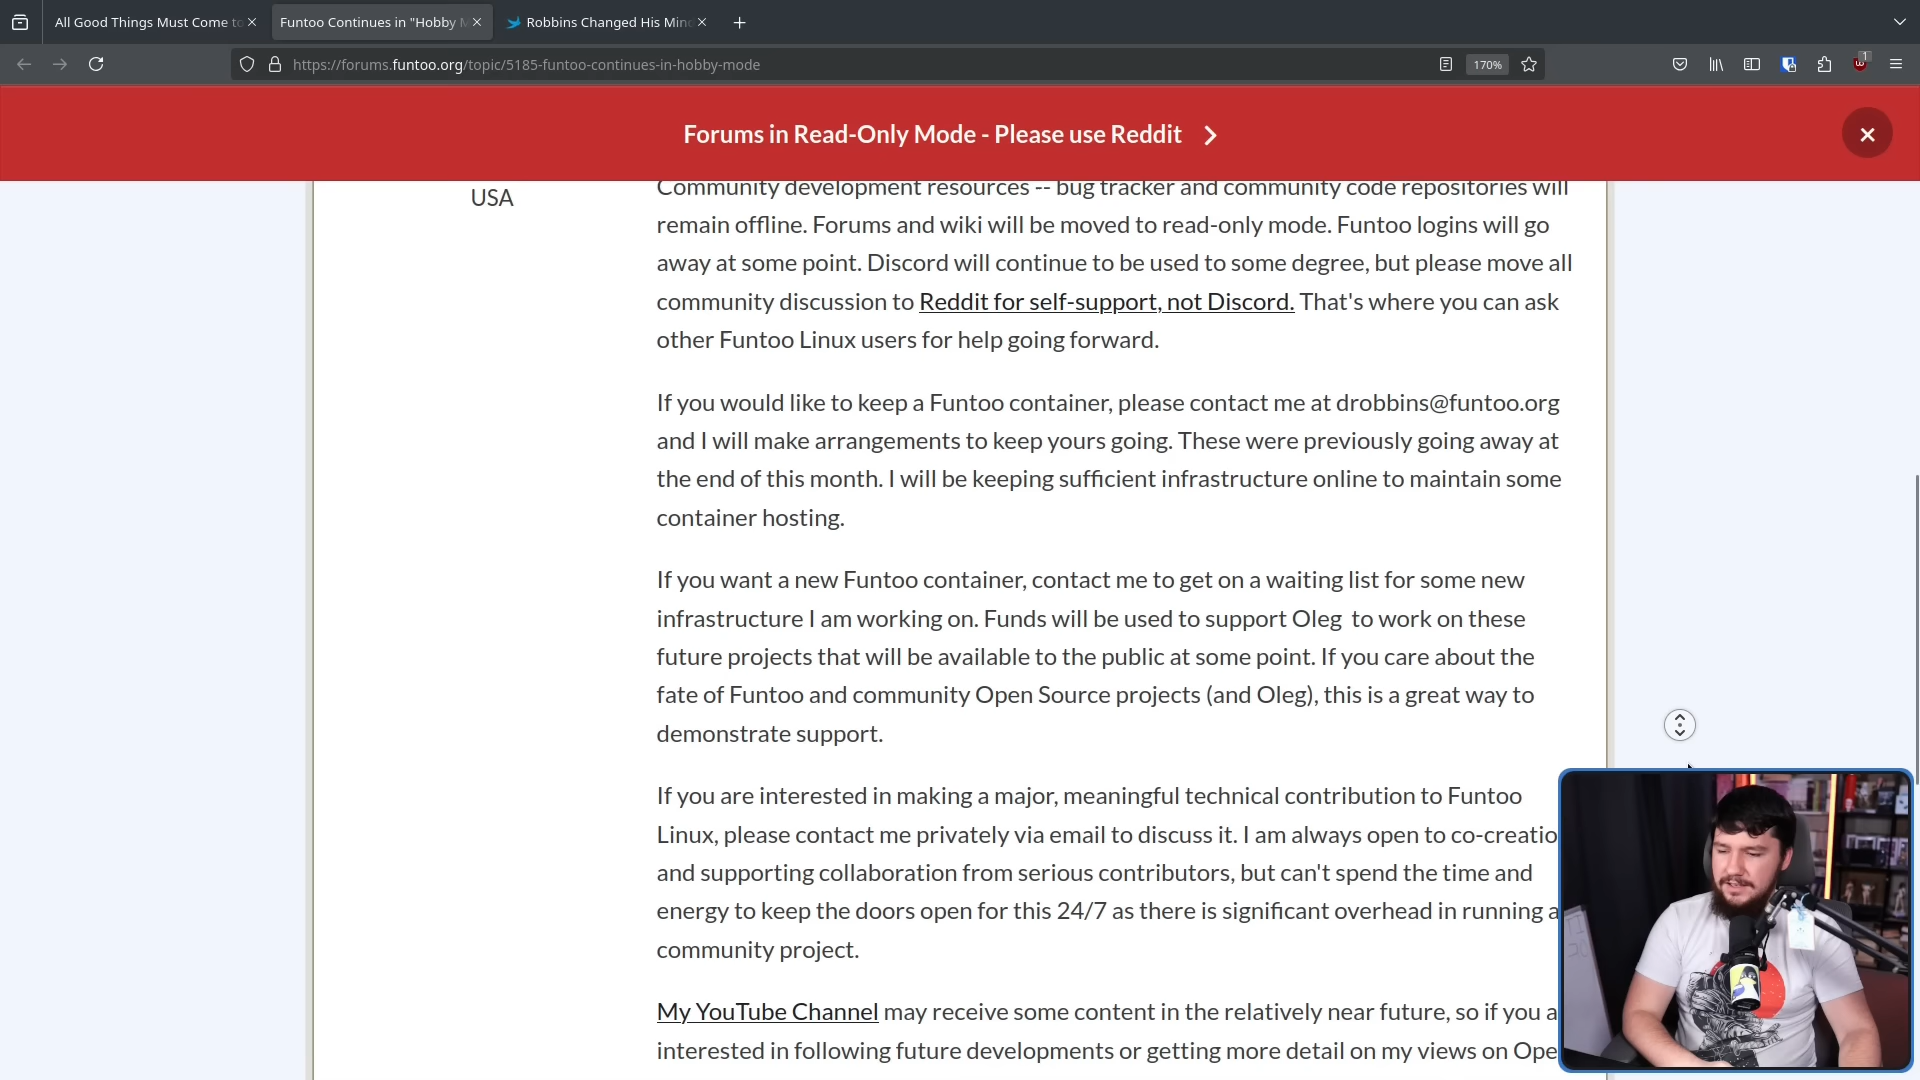 All Good Things Must Come to
Funtoo Continues in "Hobby M
Robbins Changed His Mind
https://forums.funtoo.org/topic/5185-funtoo-continues-in-hobby-mode
170%
1
Forums in Read-Only Mode - Please use Reddit
USA
Community development resources -- bug tracker and community code repositories will
remain offline. Forums and wiki will be moved to read-only mode. Funtoo logins will go
away at some point. Discord will continue to be used to some degree, but please move all
community discussion to Reddit for self-support, not Discord. That's where you can ask
other Funtoo Linux users for help going forward.
If you would like to keep a Funtoo container, please contact me at drobbins@funtoo.org
and I will make arrangements to keep yours going. These were previously going away at
the end of this month. I will be keeping sufficient infrastructure online to maintain some
container hosting.
If you want a new Funtoo container, contact me to get on a waiting list for some new
infrastructure I am working on. Funds will be used to support Oleg  to work on these
future projects that will be available to the public at some point. If you care about the
fate of Funtoo and community Open Source projects (and Oleg), this is a great way to
demonstrate support.
If you are interested in making a major, meaningful technical contribution to Funtoo
Linux, please contact me privately via email to discuss it. I am always open to co-creatio
and supporting collaboration from serious contributors, but can't spend the time and
energy to keep the doors open for this 24/7 as there is significant overhead in running a
community project.
My YouTube Channel may receive some content in the relatively near future, so if you a
interested in following future developments or getting more detail on my views on Ope